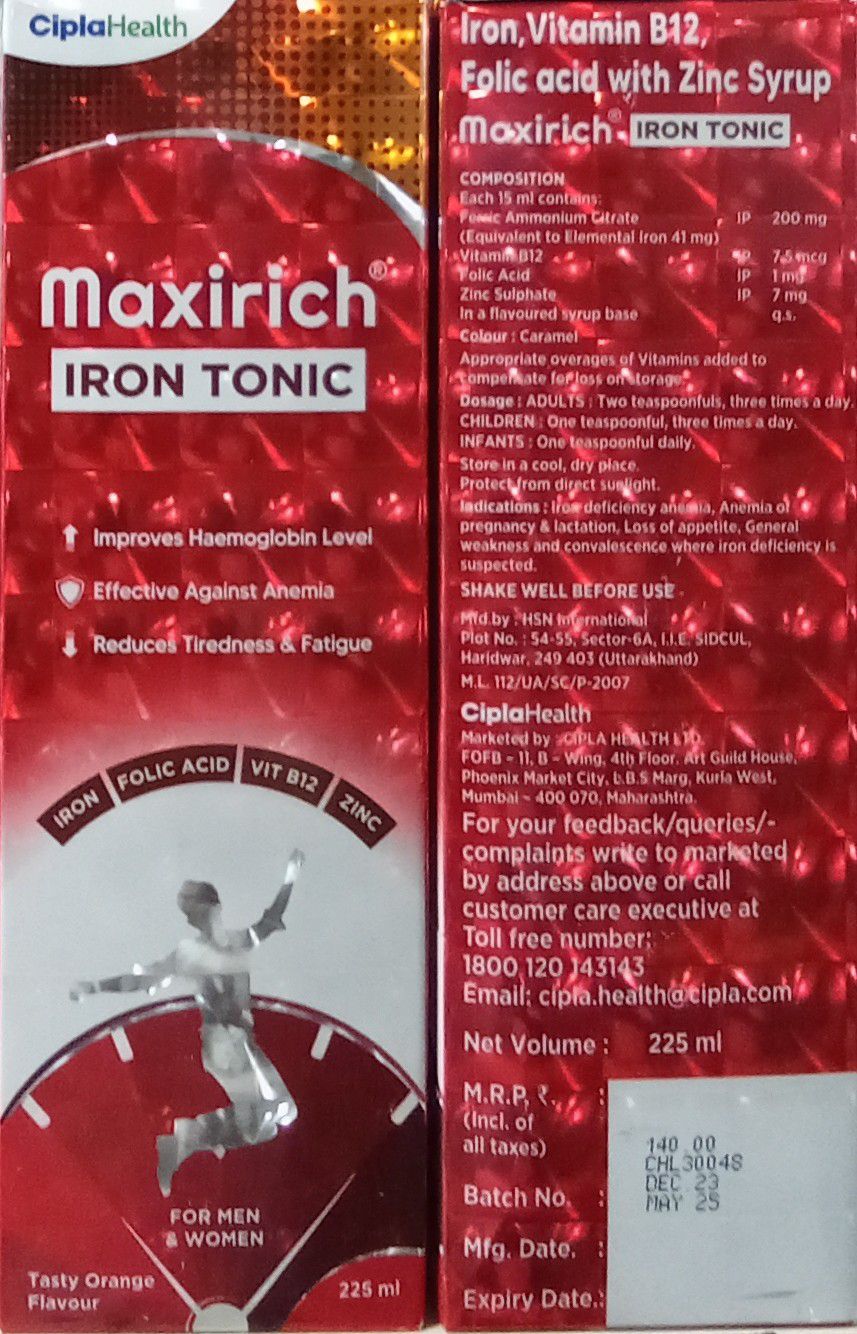 CiplaHealth
Maxirich®
IRON TONIC
Improves Haemoglobin Level
Effective Against Anemia
Reduces Tiredness & Fatigue
IRON FOLIC ACID VIT B12 ZINC
FOR MEN
& WOMEN
Tasty Orange
Flavour
225 ml
Iron, Vitamin B12,
Folic acid with Zinc Syrup
Maxirich® IRON TONIC
COMPOSITION
Each 15 ml contains:
Ferric Ammonium Citrate IP 200 mg
(Equivalent to Elemental Iron 41 mg)
Vitamin B12 IP 7.5 mcg
Folic Acid IP 1 mg
Zinc Sulphate IP 7 mg
In a flavoured syrup base q.s.
Colour : Caramel
Appropriate overages of Vitamins added to
compensate for loss on storage.
Dosage : ADULTS : Two teaspoonfuls, three times a day.
CHILDREN : One teaspoonful, three times a day.
INFANTS : One teaspoonful daily.
Store in a cool, dry place.
Protect from direct sunlight.
Indications : Iron deficiency anemia, Anemia of
pregnancy & lactation, Loss of appetite, General
weakness and convalescence where iron deficiency is
suspected.
SHAKE WELL BEFORE USE
Mfd.by : HSN International
Plot No. : 54-55, Sector-6A, I.I.E. SIDCUL,
Haridwar, 249 403 (Uttarakhand)
M.L. 112/UA/SC/P-2007
CiplaHealth
Marketed by : CIPLA HEALTH LTD.
FOFB - 11, B - Wing, 4th Floor. Art Guild House,
Phoenix Market City, L.B.S Marg, Kurla West,
Mumbai - 400 070, Maharashtra.
For your feedback/queries/-
complaints write to marketed
by address above or call
customer care executive at
Toll free number:
1800 120 143143
Email: cipla.health@cipla.com
Net Volume : 225 ml
M.R.P. ₹. :
(Incl. of
all taxes)
140.00
CHL30048
DEC 23
MAY 25
Batch No. :
Mfg. Date. :
Expiry Date.: